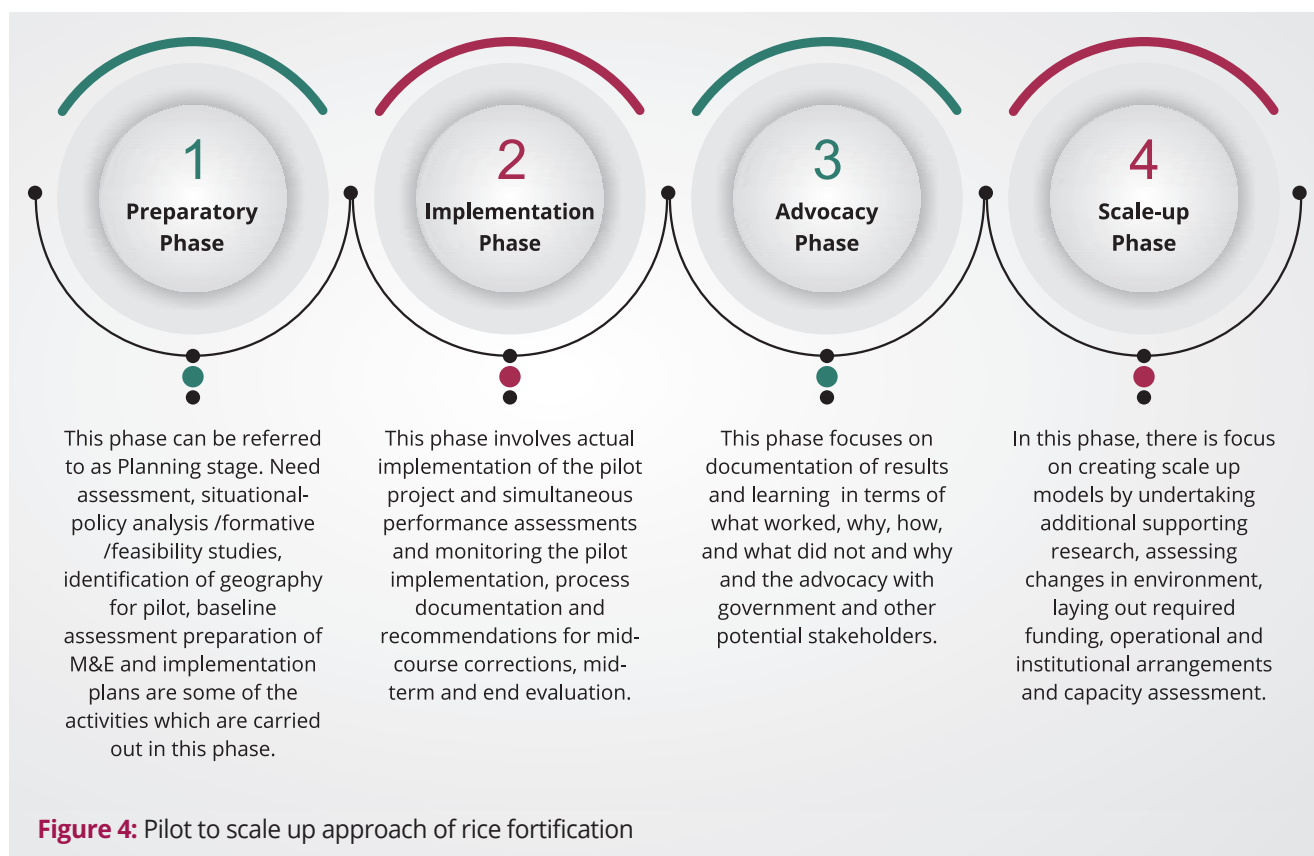 1
Preparatory
Phase
This phase can be referred
to as Planning stage. Need
assessment, situational-
policy analysis /formative
/feasibility studies,
identification of geography
for pilot, baseline
assessment preparation of
M&E and implementation
plans are some of the
activities which are carried
out in this phase.
2
Implementation
Phase
This phase involves actual
implementation of the pilot
project and simultaneous
performance assessments
and monitoring the pilot
implementation, process
documentation and
recommendations for mid-
course corrections, mid-
term and end evaluation.
3
Advocacy
Phase
This phase focuses on
documentation of results
and learning  in terms of
what worked, why, how,
and what did not and why
and the advocacy with
government and other
potential stakeholders.
4
Scale-up
Phase
In this phase, there is focus
on creating scale up
models by undertaking
additional supporting
research, assessing
changes in environment,
laying out required
funding, operational and
institutional arrangements
and capacity assessment.
Figure 4: Pilot to scale up approach of rice fortification